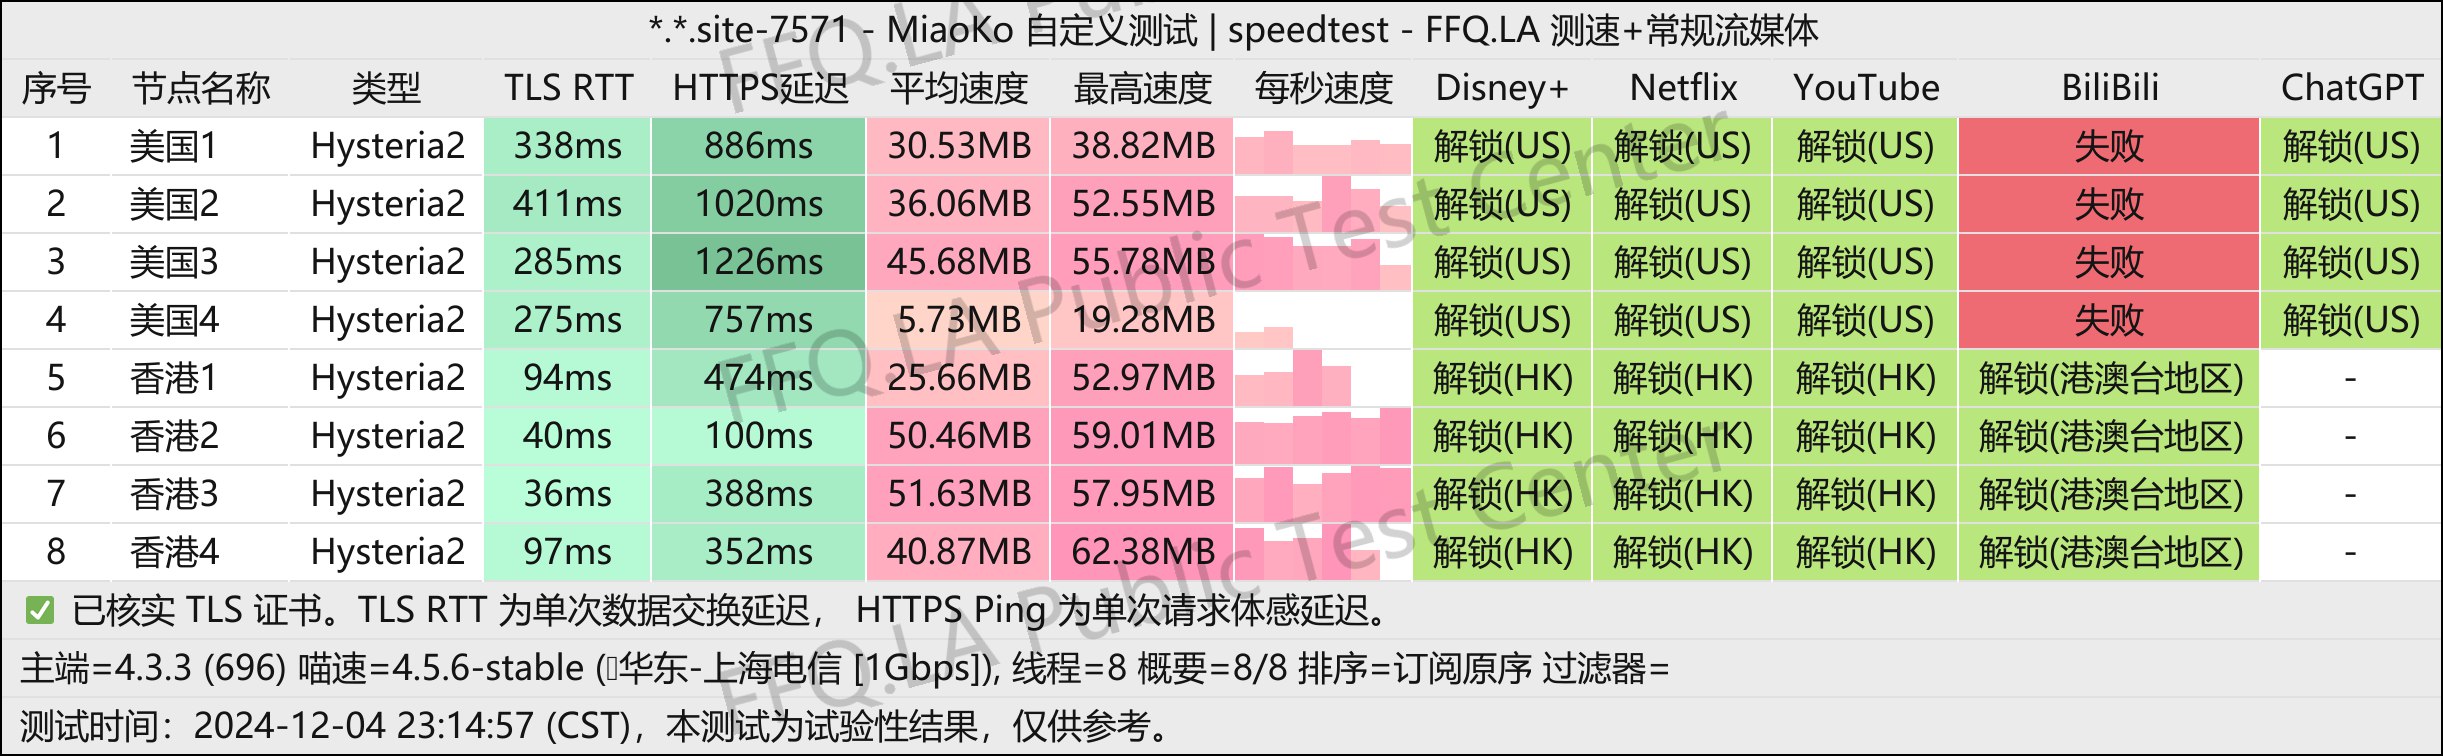 *.*.site-7571 - MiaoKo 自定义测试 | speedtest - FFQ.LA 测速+常规流媒体
序号 节点名称 类型 TLS RTT HTTPS延迟 平均速度 最高速度 每秒速度 Disney+ Netflix YouTube BiliBili ChatGPT
1 美国1 Hysteria2 338ms 886ms 30.53MB 38.82MB 解锁(US) 解锁(US) 解锁(US) 失败 解锁(US)
2 美国2 Hysteria2 411ms 1020ms 36.06MB 52.55MB 解锁(US) 解锁(US) 解锁(US) 失败 解锁(US)
3 美国3 Hysteria2 285ms 1226ms 45.68MB 55.78MB 解锁(US) 解锁(US) 解锁(US) 失败 解锁(US)
4 美国4 Hysteria2 275ms 757ms 5.73MB 19.28MB 解锁(US) 解锁(US) 解锁(US) 失败 解锁(US)
5 香港1 Hysteria2 94ms 474ms 25.66MB 52.97MB 解锁(HK) 解锁(HK) 解锁(HK) 解锁(港澳台地区) -
6 香港2 Hysteria2 40ms 100ms 50.46MB 59.01MB 解锁(HK) 解锁(HK) 解锁(HK) 解锁(港澳台地区) -
7 香港3 Hysteria2 36ms 388ms 51.63MB 57.95MB 解锁(HK) 解锁(HK) 解锁(HK) 解锁(港澳台地区) -
8 香港4 Hysteria2 97ms 352ms 40.87MB 62.38MB 解锁(HK) 解锁(HK) 解锁(HK) 解锁(港澳台地区) -
✅ 已核实 TLS 证书。TLS RTT 为单次数据交换延迟， HTTPS Ping 为单次请求体感延迟。
主端=4.3.3 (696) 喵速=4.5.6-stable (华东-上海电信 [1Gbps]), 线程=8 概要=8/8 排序=订阅原序 过滤器=
测试时间：2024-12-04 23:14:57 (CST)，本测试为试验性结果，仅供参考。
FFQ.LA Public Test Center
FFQ.LA Public Test Center